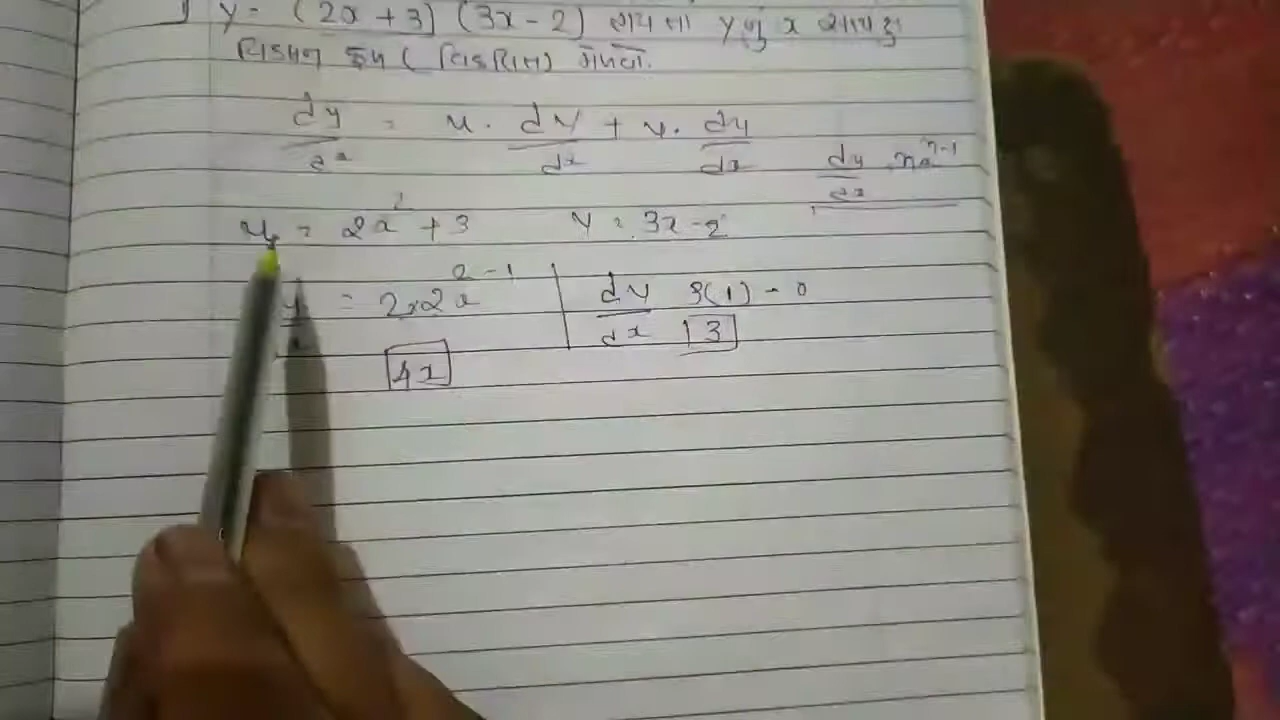 y = (2x + 3) (3x - 2) હોય તો y નું x સાપેક્ષ
વિકલન ફળ ( વિકલિત) મેળવો.
dy/dx = u · dv/dx + v · du/dx
dy/dx nx^n-1
u = 2x² + 3 v = 3x - 2
= 2×2x^2-1 dv/dx 3(1) - 0
4x 3